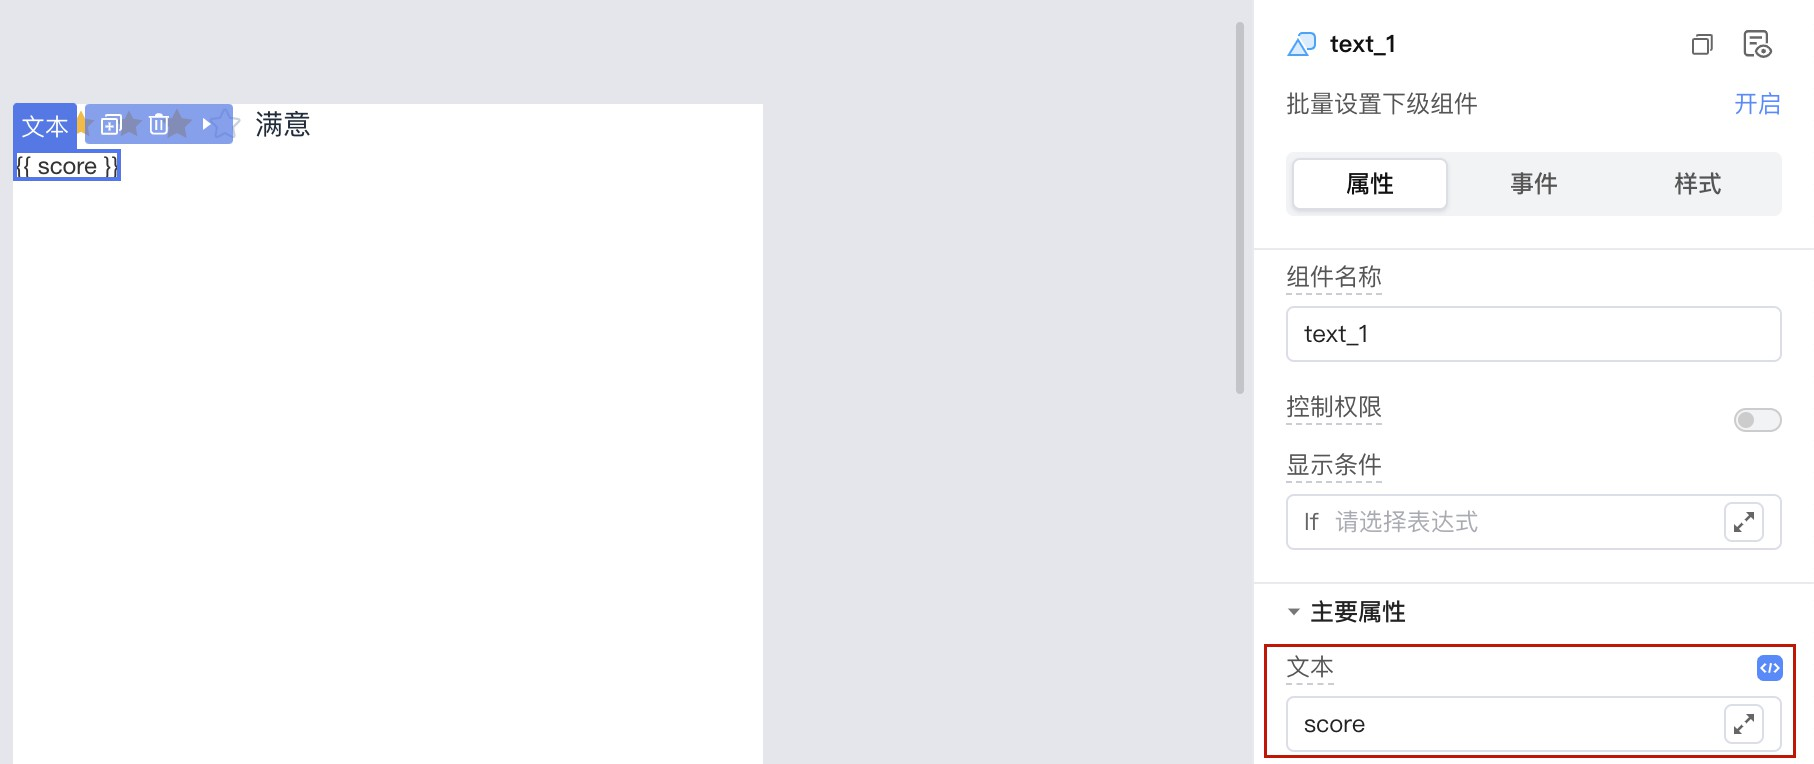 文本
满意
{{ score }}
text_1
批量设置下级组件
开启
属性
事件
样式
组件名称
text_1
控制权限
显示条件
If 请选择表达式
主要属性
文本
score